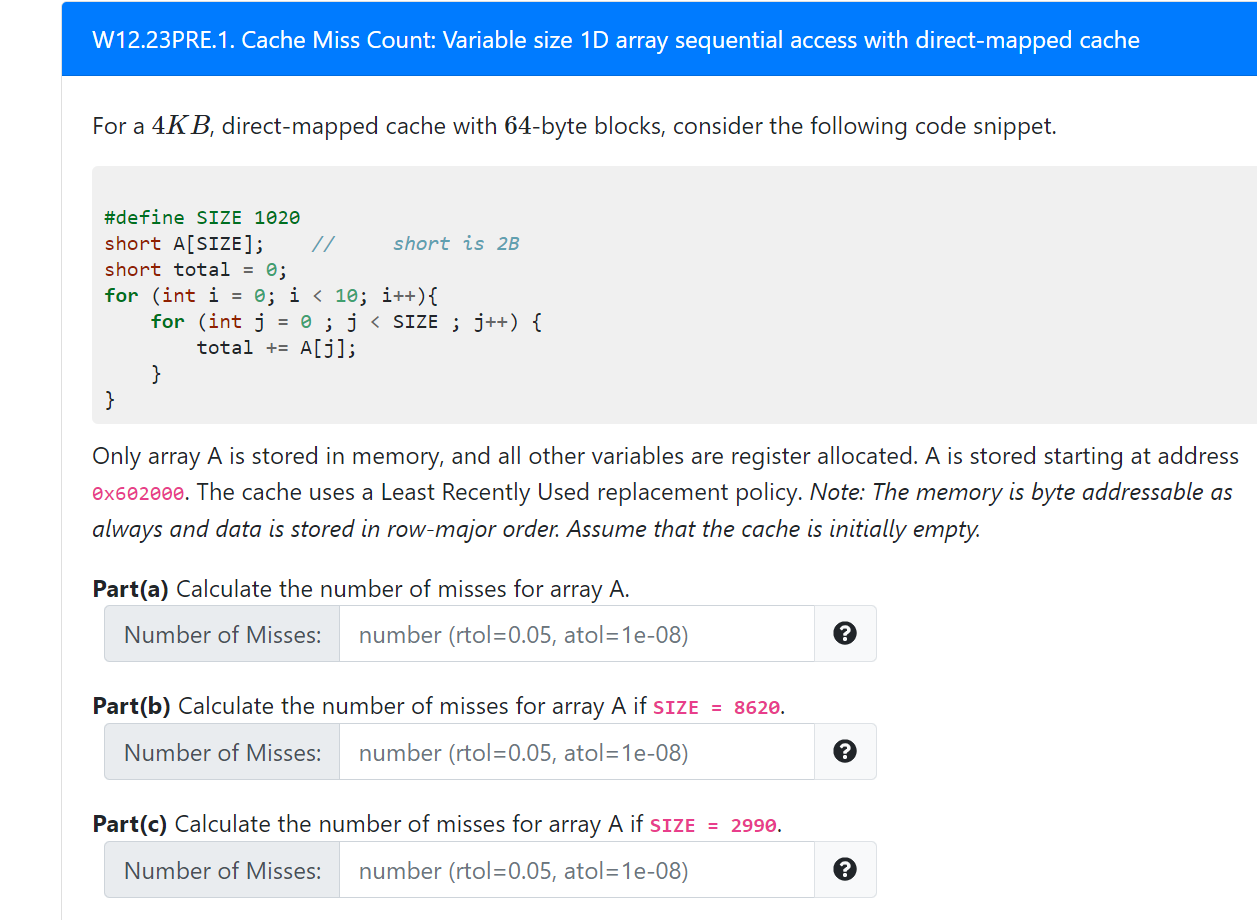 W12.23PRE.1. Cache Miss Count: Variable size 1D array sequential access with direct-mapped cache
For a 4KB, direct-mapped cache with 64-byte blocks, consider the following code snippet.
#define SIZE 1020
short A[SIZE];    //     short is 2B
short total = 0;
for (int i = 0; i < 10; i++){
    for (int j = 0 ; j < SIZE ; j++) {
        total += A[j];
    }
}
Only array A is stored in memory, and all other variables are register allocated. A is stored starting at address
0x602000. The cache uses a Least Recently Used replacement policy. Note: The memory is byte addressable as
always and data is stored in row-major order. Assume that the cache is initially empty.
Part(a) Calculate the number of misses for array A.
Number of Misses: number (rtol=0.05, atol=1e-08) ?
Part(b) Calculate the number of misses for array A if SIZE = 8620.
Number of Misses: number (rtol=0.05, atol=1e-08) ?
Part(c) Calculate the number of misses for array A if SIZE = 2990.
Number of Misses: number (rtol=0.05, atol=1e-08) ?